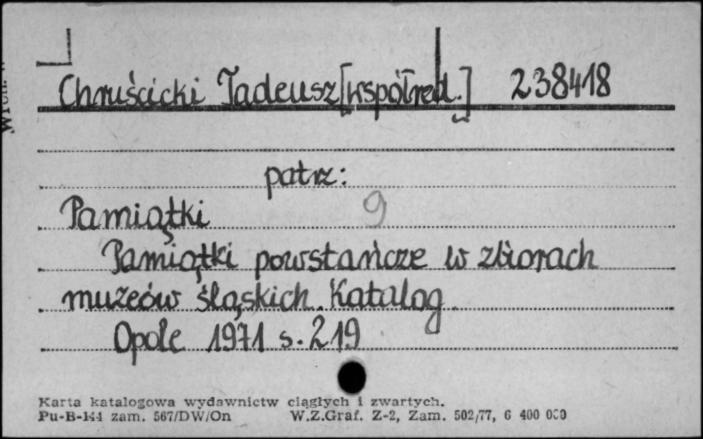 Chruścicki Tadeusz [współred.] 238418
patrz:
Pamiątki 9
Pamiątki powstańcze w zbiorach
muzeów śląskich. Katalog
Opole 1971 s. 219
Karta katalogowa wydawnictw ciągłych i zwartych.
Pu-B-144 zam. 567/DW/On W.Z.Graf. Z-2, Zam. 502/77, 6 400 000